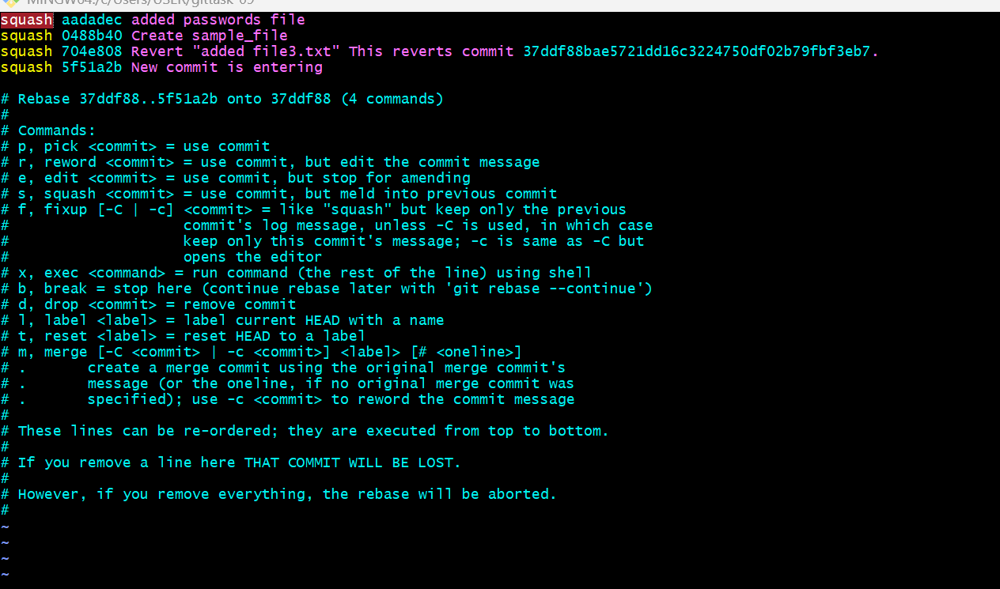 MINGW64:/c/Users/USER/gittask-09
squash aadadec added passwords file
squash 0488b40 Create sample_file
squash 704e808 Revert "added file3.txt" This reverts commit 37ddf88bae5721dd16c3224750df02b79fbf3eb7.
squash 5f51a2b New commit is entering
# Rebase 37ddf88..5f51a2b onto 37ddf88 (4 commands)
#
# Commands:
# p, pick <commit> = use commit
# r, reword <commit> = use commit, but edit the commit message
# e, edit <commit> = use commit, but stop for amending
# s, squash <commit> = use commit, but meld into previous commit
# f, fixup [-C | -c] <commit> = like "squash" but keep only the previous
#                    commit's log message, unless -C is used, in which case
#                    keep only this commit's message; -c is same as -C but
#                    opens the editor
# x, exec <command> = run command (the rest of the line) using shell
# b, break = stop here (continue rebase later with 'git rebase --continue')
# d, drop <commit> = remove commit
# l, label <label> = label current HEAD with a name
# t, reset <label> = reset HEAD to a label
# m, merge [-C <commit> | -c <commit>] <label> [# <oneline>]
# .       create a merge commit using the original merge commit's
# .       message (or the oneline, if no original merge commit was
# .       specified); use -c <commit> to reword the commit message
#
# These lines can be re-ordered; they are executed from top to bottom.
#
# If you remove a line here THAT COMMIT WILL BE LOST.
#
# However, if you remove everything, the rebase will be aborted.
#
~
~
~
~